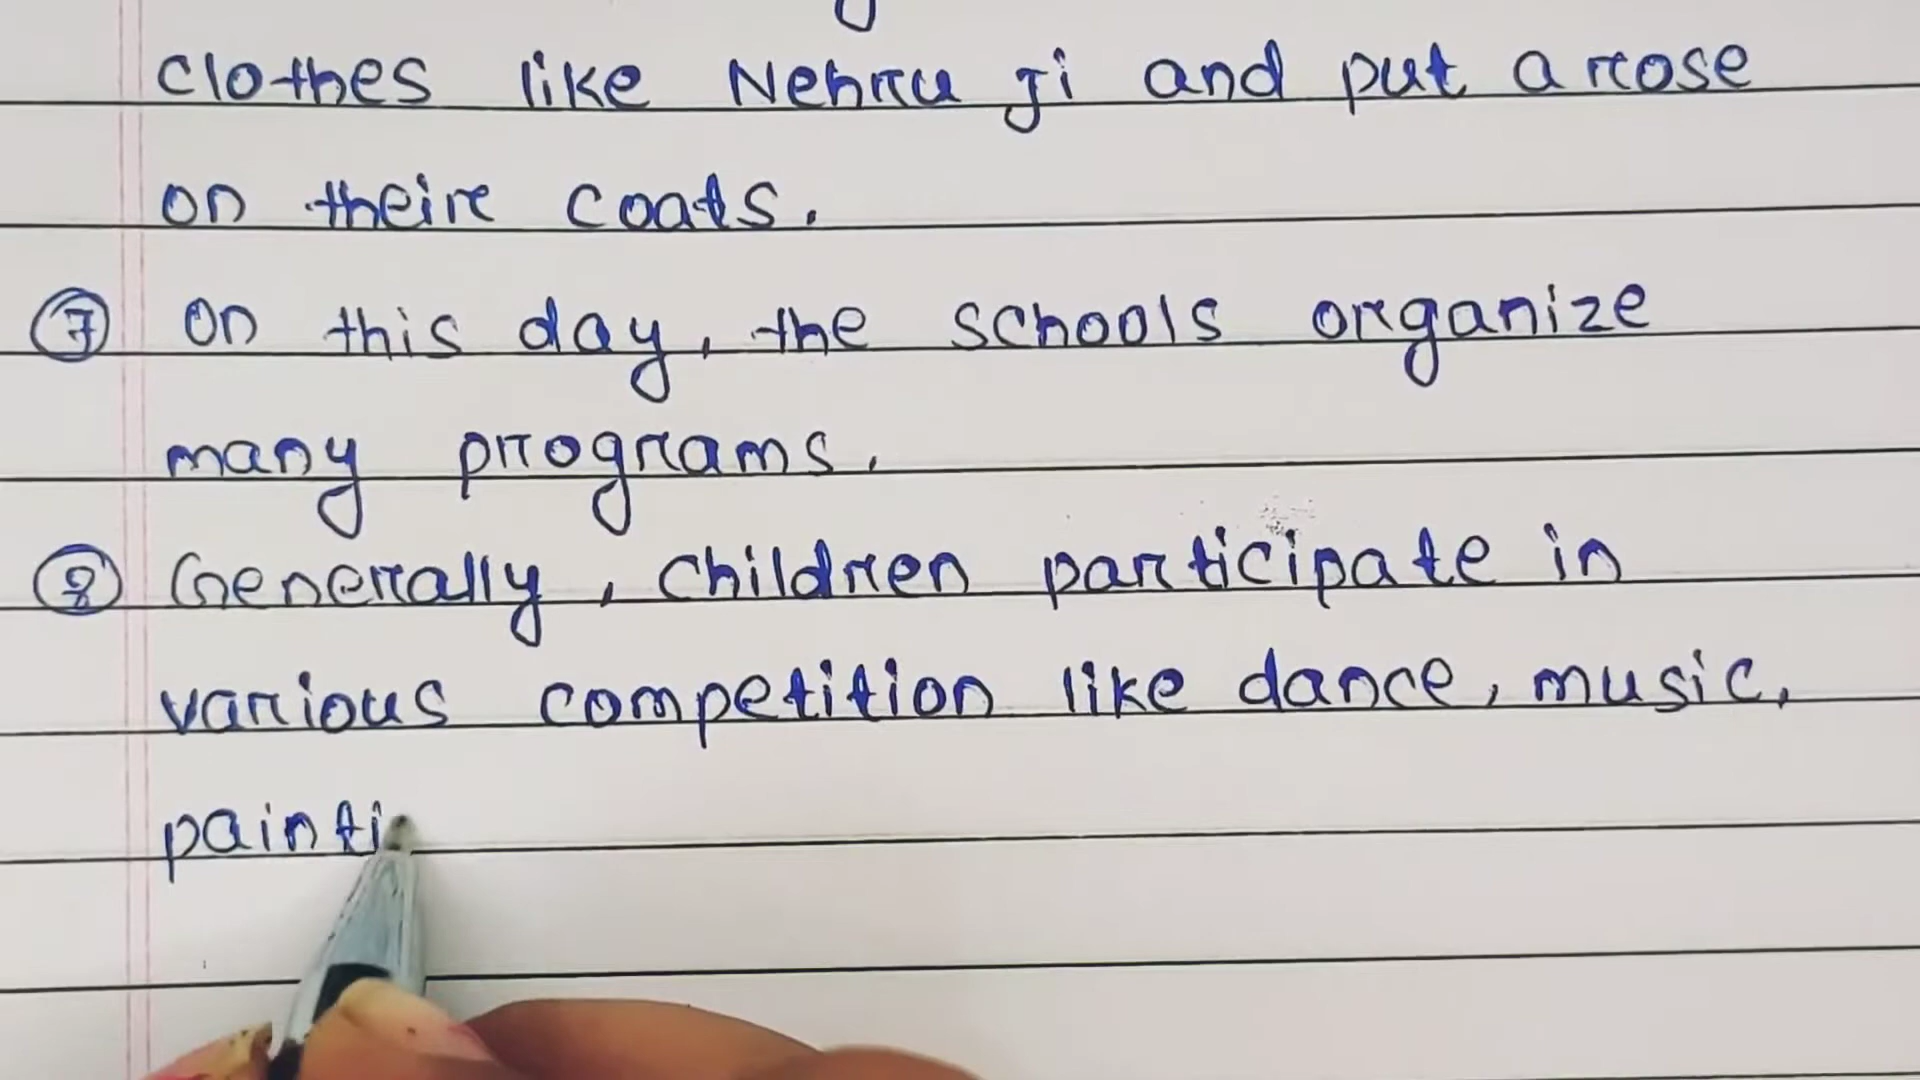 clothes like Nehru Ji and put a rose
on their coats.
⑦ On this day, the schools organize
many programs.
⑧ Generally, children participate in
various competition like dance, music,
painti